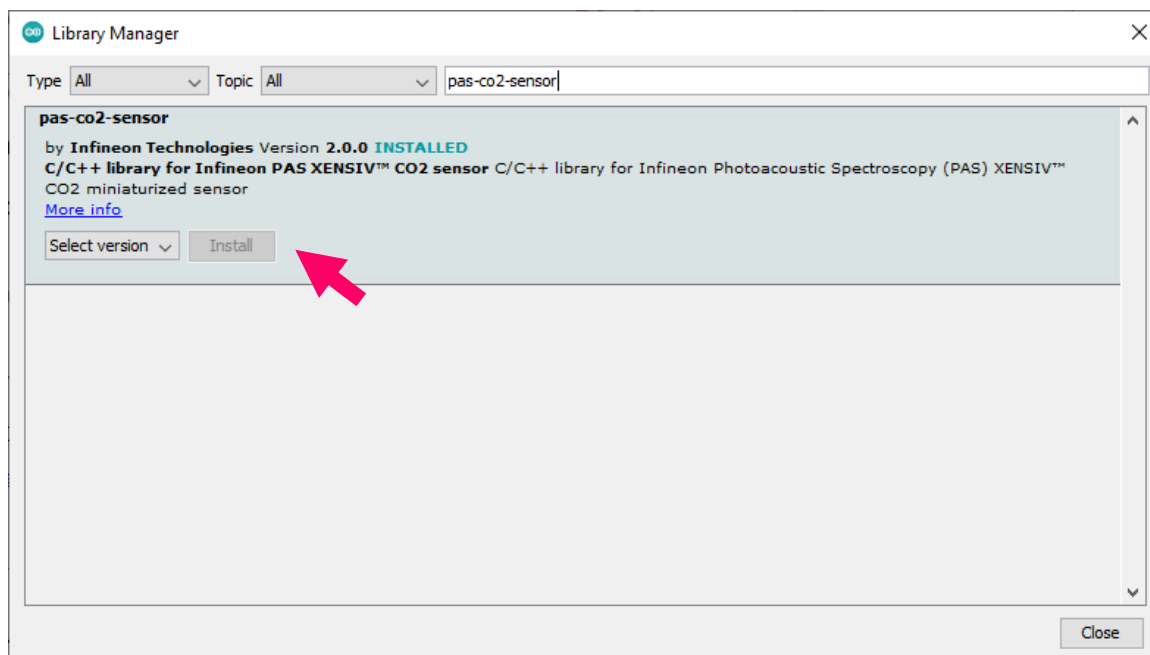 Library Manager
Type All Topic All pas-co2-sensor
pas-co2-sensor
by Infineon Technologies Version 2.0.0 INSTALLED
C/C++ library for Infineon PAS XENSIV™ CO2 sensor C/C++ library for Infineon Photoacoustic Spectroscopy (PAS) XENSIV™
CO2 miniaturized sensor
More info
Select version Install
Close